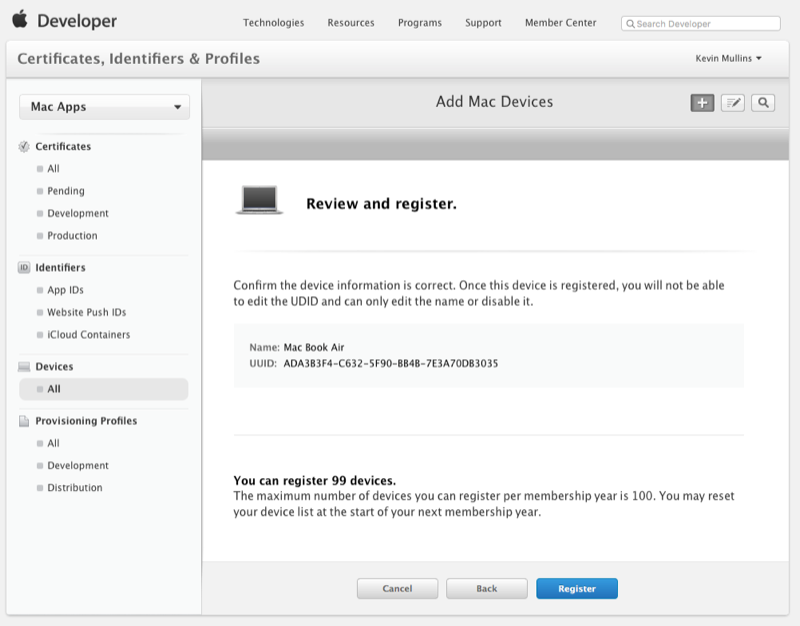 Developer
Technologies
Resources
Programs
Support
Member Center
Search Developer
Certificates, Identifiers & Profiles
Kevin Mullins
Mac Apps
Add Mac Devices
Certificates
All
Pending
Development
Production
ID Identifiers
App IDs
Website Push IDs
iCloud Containers
Devices
All
Provisioning Profiles
All
Development
Distribution
Review and register.
Confirm the device information is correct. Once this device is registered, you will not be able
to edit the UDID and can only edit the name or disable it.
Name: Mac Book Air
UUID: ADA3B3F4-C632-5F90-BB4B-7E3A70DB3035
You can register 99 devices.
The maximum number of devices you can register per membership year is 100. You may reset
your device list at the start of your next membership year.
Cancel
Back
Register